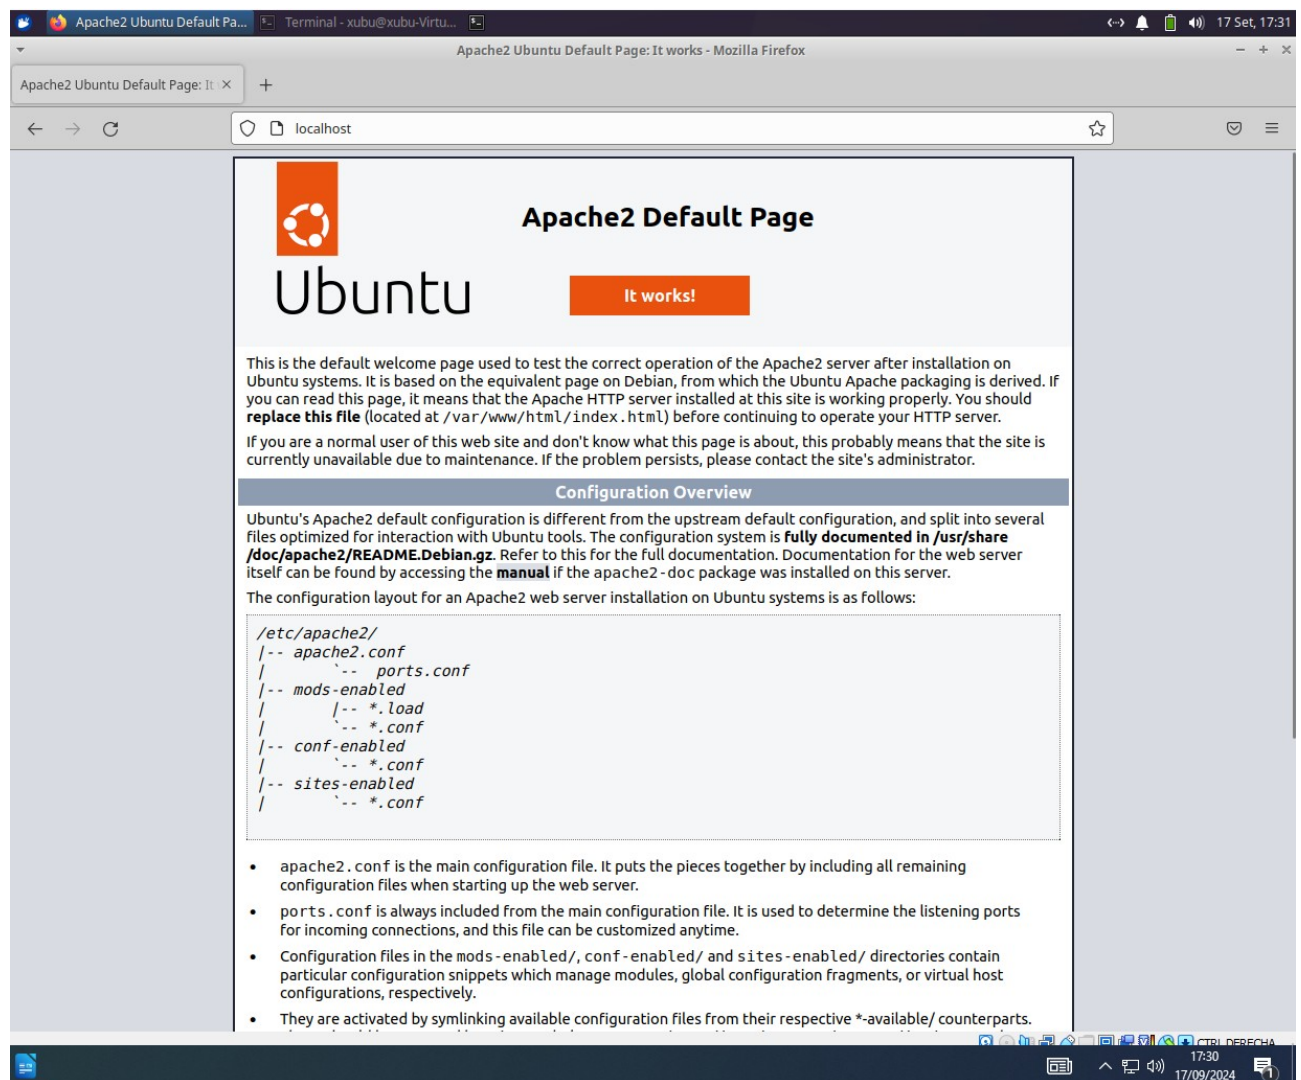 Apache2 Ubuntu Default Pa... Terminal - xubu@xubu-Virtu... 17 Set, 17:31
Apache2 Ubuntu Default Page: It works - Mozilla Firefox
Apache2 Ubuntu Default Page: It
localhost
Apache2 Default Page
Ubuntu
It works!
This is the default welcome page used to test the correct operation of the Apache2 server after installation on
Ubuntu systems. It is based on the equivalent page on Debian, from which the Ubuntu Apache packaging is derived. If
you can read this page, it means that the Apache HTTP server installed at this site is working properly. You should
replace this file (located at /var/www/html/index.html) before continuing to operate your HTTP server.
If you are a normal user of this web site and don't know what this page is about, this probably means that the site is
currently unavailable due to maintenance. If the problem persists, please contact the site's administrator.
Configuration Overview
Ubuntu's Apache2 default configuration is different from the upstream default configuration, and split into several
files optimized for interaction with Ubuntu tools. The configuration system is fully documented in /usr/share
/doc/apache2/README.Debian.gz. Refer to this for the full documentation. Documentation for the web server
itself can be found by accessing the manual if the apache2-doc package was installed on this server.
The configuration layout for an Apache2 web server installation on Ubuntu systems is as follows:
/etc/apache2/
|-- apache2.conf
|       `--  ports.conf
|-- mods-enabled
|       |-- *.load
|       `-- *.conf
|-- conf-enabled
|       `-- *.conf
|-- sites-enabled
|       `-- *.conf
• apache2.conf is the main configuration file. It puts the pieces together by including all remaining
configuration files when starting up the web server.
• ports.conf is always included from the main configuration file. It is used to determine the listening ports
for incoming connections, and this file can be customized anytime.
• Configuration files in the mods-enabled/, conf-enabled/ and sites-enabled/ directories contain
particular configuration snippets which manage modules, global configuration fragments, or virtual host
configurations, respectively.
• They are activated by symlinking available configuration files from their respective *-available/ counterparts.
CTRL DERECHA
17:30
17/09/2024
1